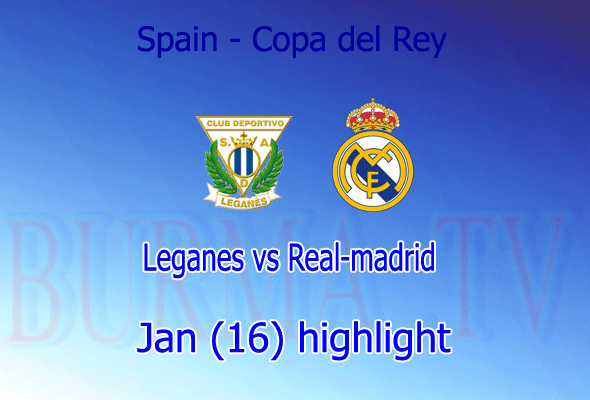 Spain - Copa del Rey
CLUB DEPORTIVO
S. A.
D.
LEGANÉS
Leganes vs Real-madrid
BURMA TV
Jan (16) highlight